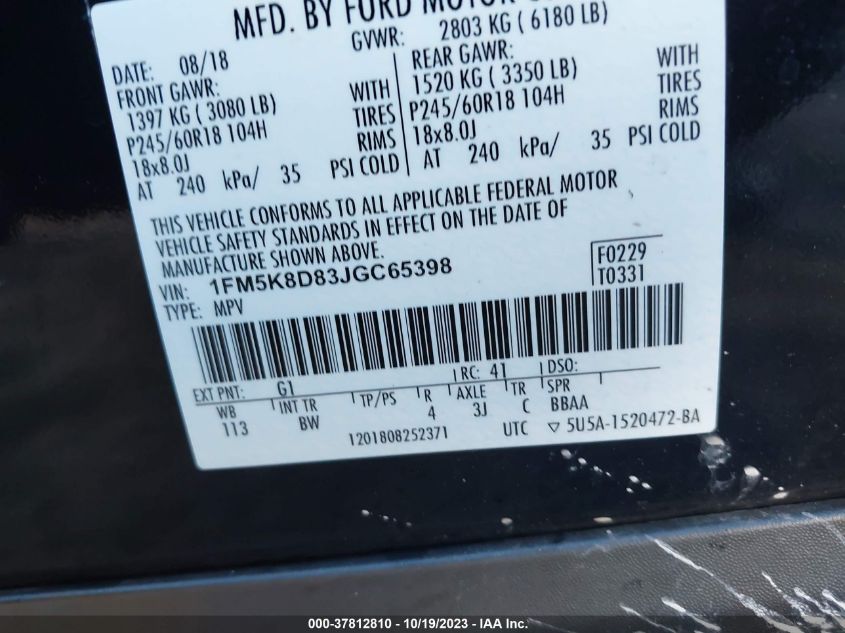 MFD. BY FORD MOTOR
GVWR: 2803 KG ( 6180 LB)
DATE: 08/18
FRONT GAWR:
1397 KG ( 3080 LB) WITH
P245/60R18 104H TIRES
18x8.0J RIMS
AT 240 kPa/ 35 PSI COLD
REAR GAWR:
1520 KG ( 3350 LB) WITH
P245/60R18 104H TIRES
18x8.0J RIMS
AT 240 kPa/ 35 PSI COLD
THIS VEHICLE CONFORMS TO ALL APPLICABLE FEDERAL MOTOR
VEHICLE SAFETY STANDARDS IN EFFECT ON THE DATE OF
MANUFACTURE SHOWN ABOVE.
VIN: 1FM5K8D83JGC65398
TYPE: MPV
F0229
T0331
EXT PNT: G1 RC: 41 DSO:
WB INT TR TP/PS R AXLE TR SPR
113 BW 4 3J C BBAA
1201808252371 UTC ▽ 5U5A-1520472-BA
000-37812810 - 10/19/2023 - IAA Inc.